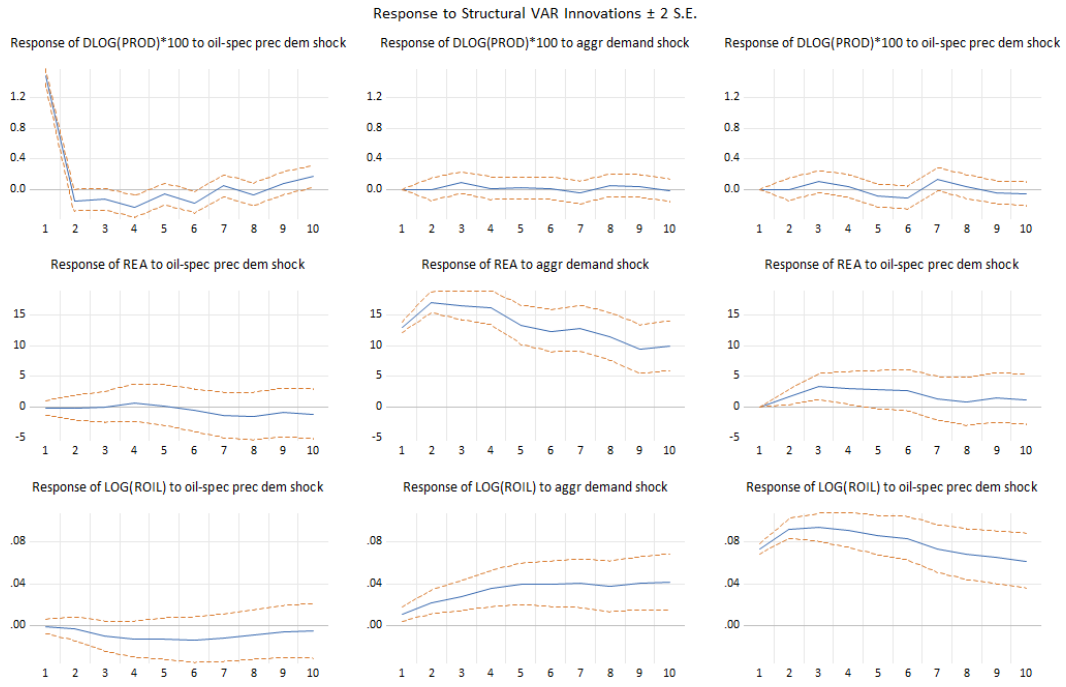 Response to Structural VAR Innovations ± 2 S.E.
Response of DLOG(PROD)*100 to oil-spec prec dem shock
1.2
0.8
0.4
0.0
1 2 3 4 5 6 7 8 9 10
Response of DLOG(PROD)*100 to aggr demand shock
1.2
0.8
0.4
0.0
1 2 3 4 5 6 7 8 9 10
Response of DLOG(PROD)*100 to oil-spec prec dem shock
1.2
0.8
0.4
0.0
1 2 3 4 5 6 7 8 9 10
Response of REA to oil-spec prec dem shock
15
10
5
0
-5
1 2 3 4 5 6 7 8 9 10
Response of REA to aggr demand shock
15
10
5
0
-5
1 2 3 4 5 6 7 8 9 10
Response of REA to oil-spec prec dem shock
15
10
5
0
-5
1 2 3 4 5 6 7 8 9 10
Response of LOG(ROIL) to oil-spec prec dem shock
.08
.04
.00
1 2 3 4 5 6 7 8 9 10
Response of LOG(ROIL) to aggr demand shock
.08
.04
.00
1 2 3 4 5 6 7 8 9 10
Response of LOG(ROIL) to oil-spec prec dem shock
.08
.04
.00
1 2 3 4 5 6 7 8 9 10